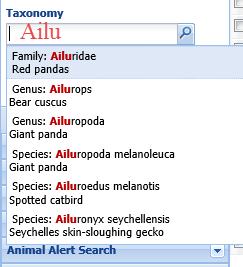 Taxonomy
Ailu
Family: Ailuridae
Red pandas
Genus: Ailurops
Bear cuscus
Genus: Ailuropoda
Giant panda
Species: Ailuropoda melanoleuca
Giant panda
Species: Ailuroedus melanotis
Spotted catbird
Species: Ailuronyx seychellensis
Seychelles skin-sloughing gecko
Animal Alert Search